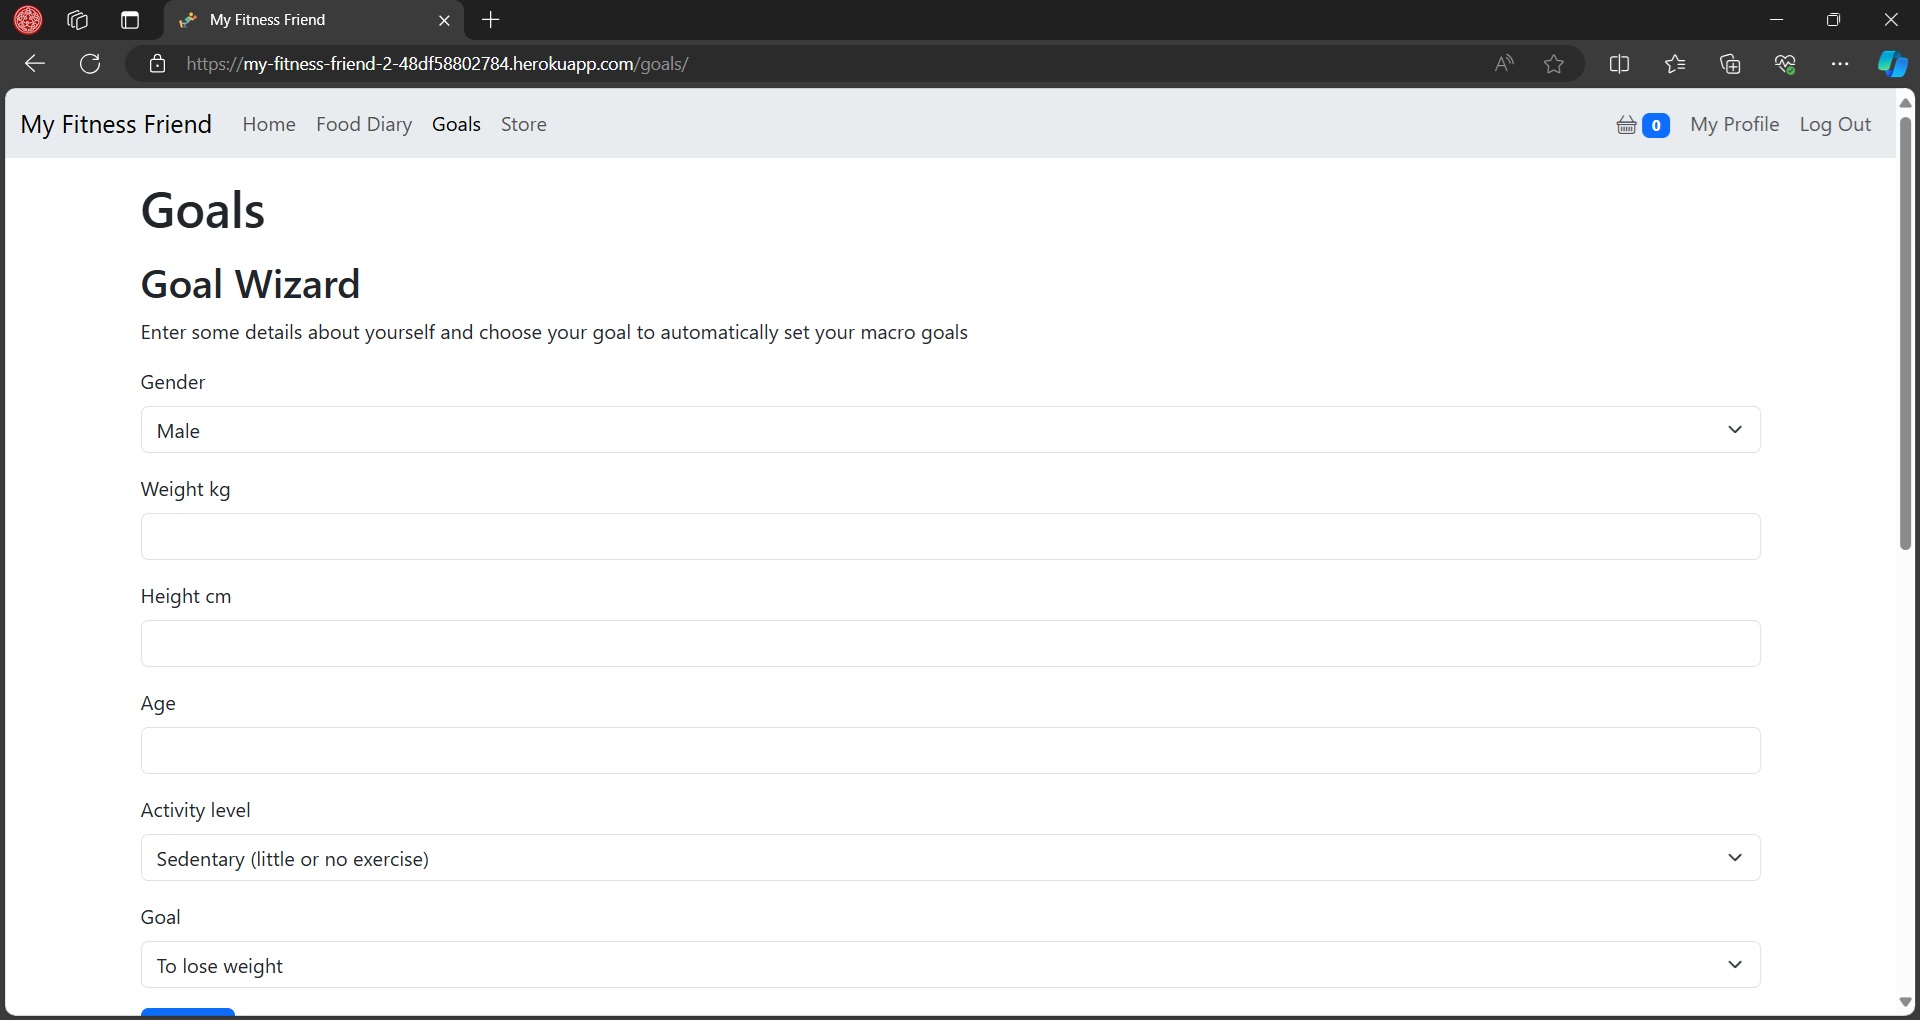 My Fitness Friend
https://my-fitness-friend-2-48df58802784.herokuapp.com/goals/
My Fitness Friend Home Food Diary Goals Store 0 My Profile Log Out
Goals
Goal Wizard
Enter some details about yourself and choose your goal to automatically set your macro goals
Gender
Male
Weight kg
Height cm
Age
Activity level
Sedentary (little or no exercise)
Goal
To lose weight